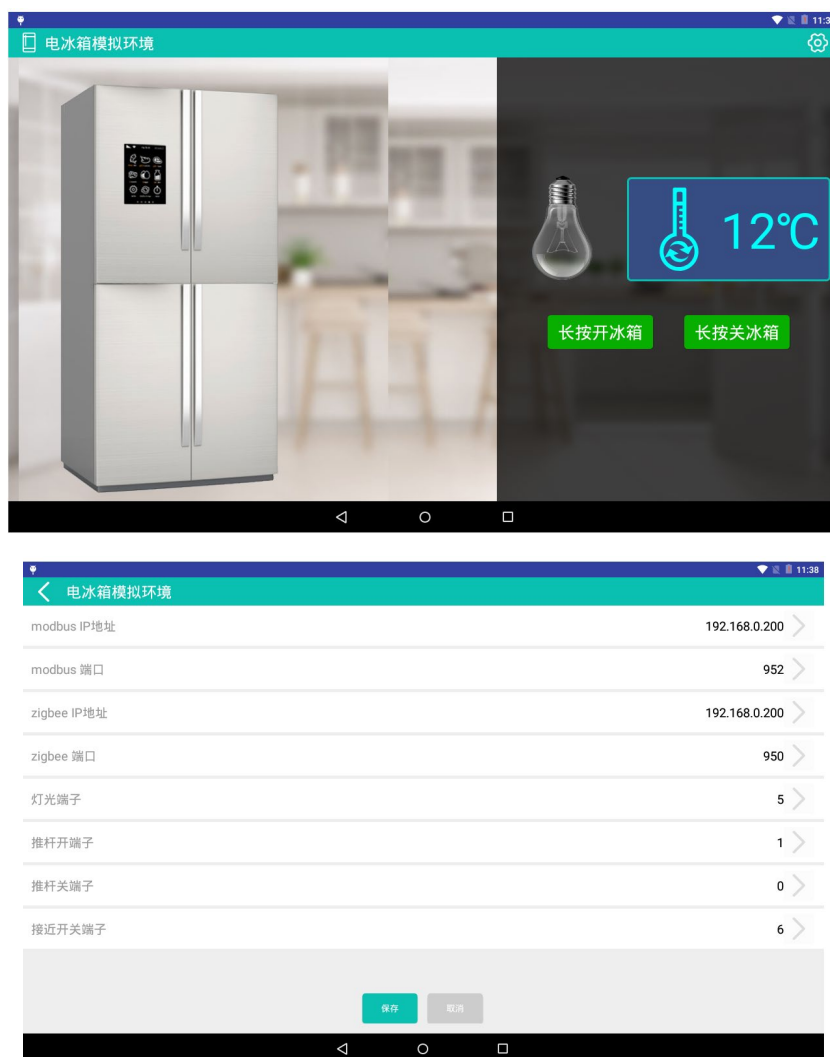 11:3
电冰箱模拟环境
12℃
长按开冰箱
长按关冰箱
11:38
电冰箱模拟环境
modbus IP地址
192.168.0.200
modbus 端口
952
zigbee IP地址
192.168.0.200
zigbee 端口
950
灯光端子
5
推杆开端子
1
推杆关端子
0
接近开关端子
6
保存
取消